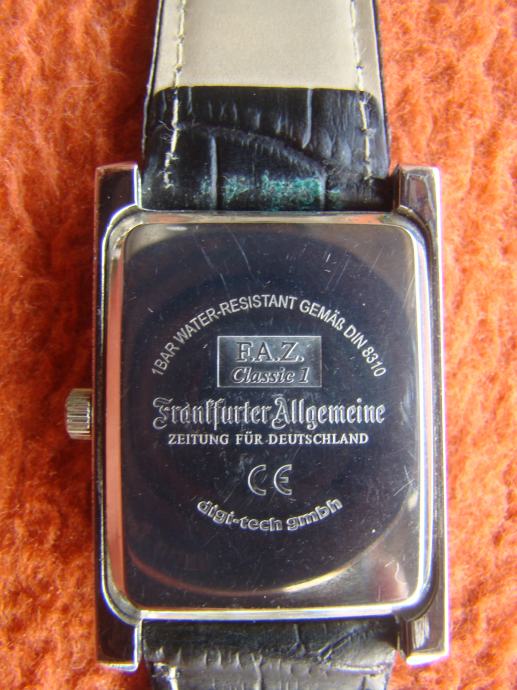 1BAR WATER-RESISTANT GEMÄß DIN 8310
F.A.Z.
Classic 1
Frankfurter Allgemeine
ZEITUNG FÜR DEUTSCHLAND
CE
digi-tech gmbh